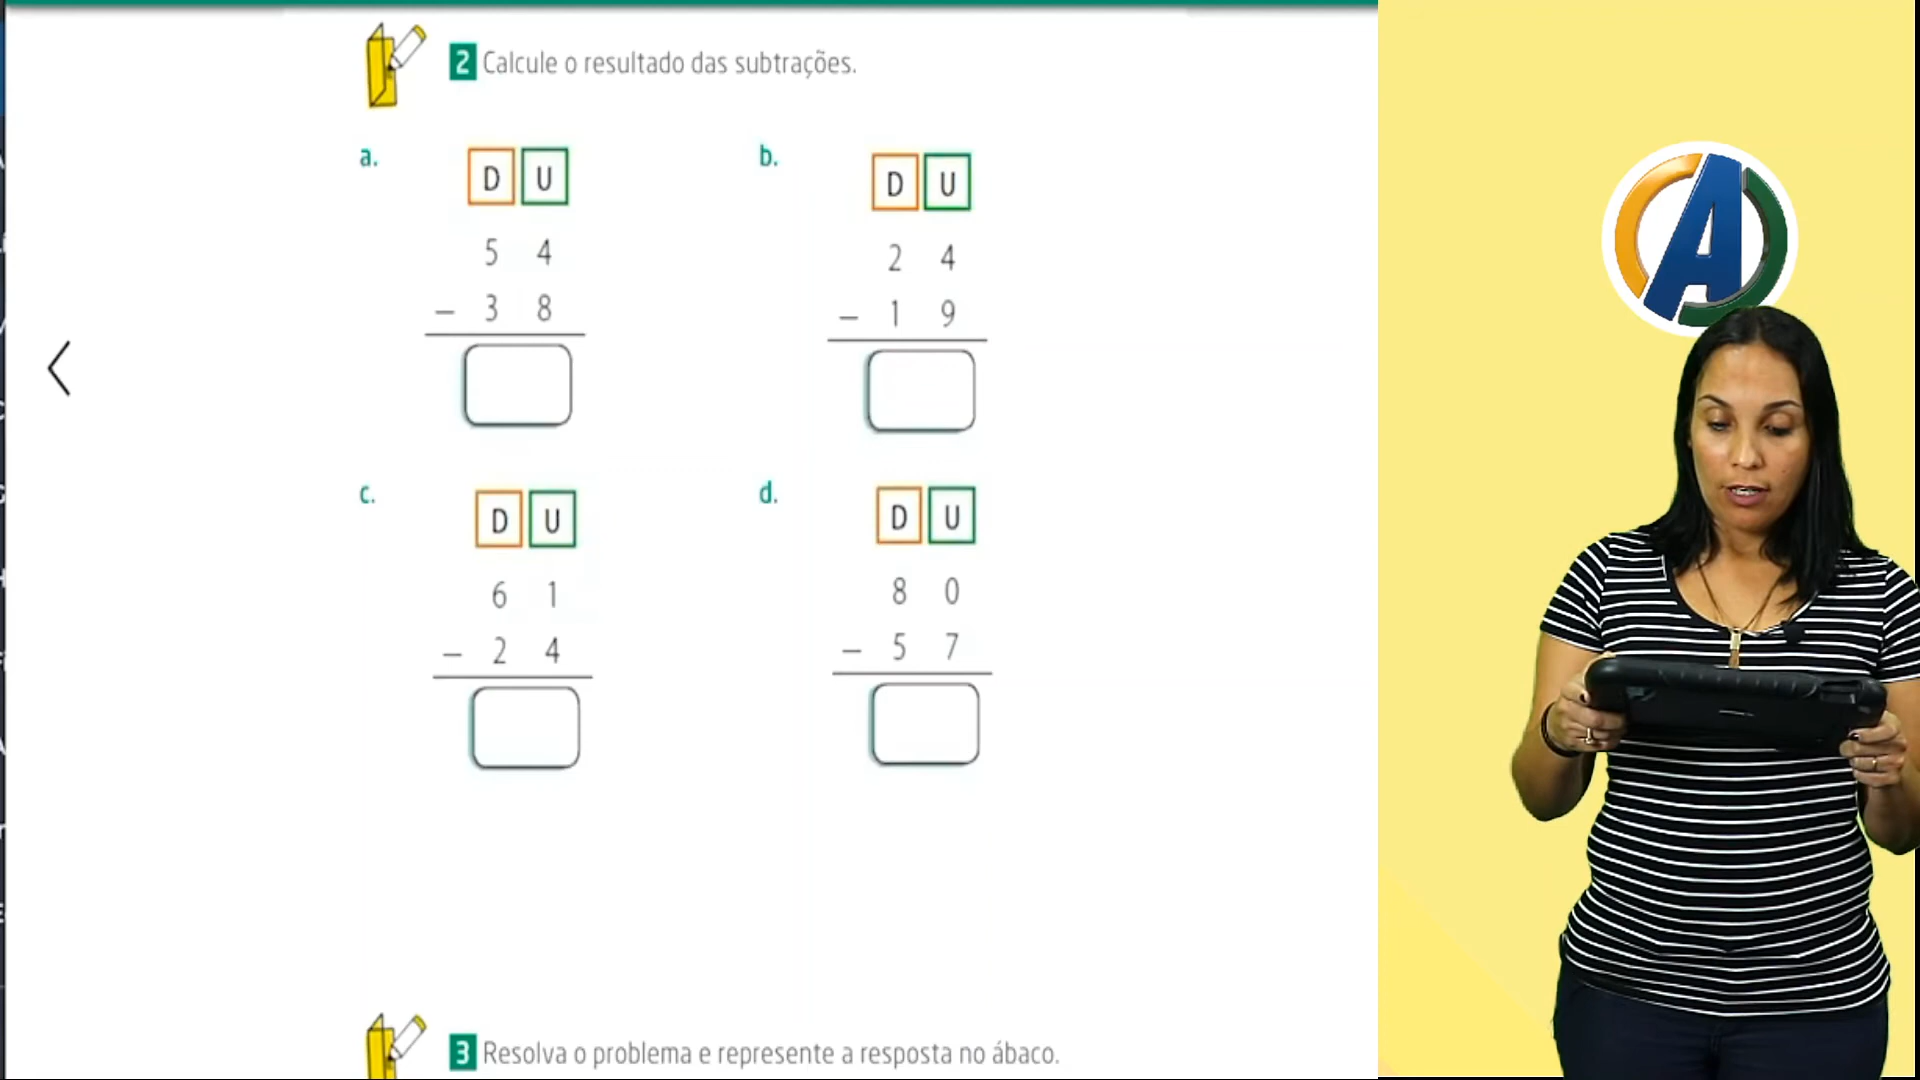 2 Calcule o resultado das subtrações.
a.
D U
5 4
– 3 8
b.
D U
2 4
– 1 9
c.
D U
6 1
– 2 4
d.
D U
8 0
– 5 7
3 Resolva o problema e represente a resposta no ábaco.
A